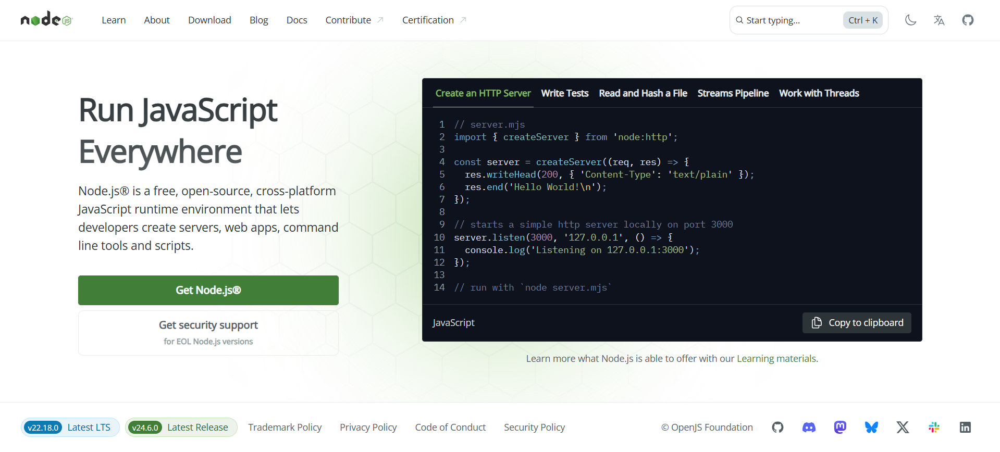 node JS
Learn About Download Blog Docs Contribute Certification
Start typing... Ctrl + K
Run JavaScript
Everywhere
Node.js® is a free, open-source, cross-platform
JavaScript runtime environment that lets
developers create servers, web apps, command
line tools and scripts.
Get Node.js®
Get security support
for EOL Node.js versions
Create an HTTP Server Write Tests Read and Hash a File Streams Pipeline Work with Threads
1 // server.mjs
2 import { createServer } from 'node:http';
3
4 const server = createServer((req, res) => {
5   res.writeHead(200, { 'Content-Type': 'text/plain' });
6   res.end('Hello World!\n');
7 });
8
9 // starts a simple http server locally on port 3000
10 server.listen(3000, '127.0.0.1', () => {
11   console.log('Listening on 127.0.0.1:3000');
12 });
13
14 // run with `node server.mjs`
JavaScript Copy to clipboard
Learn more what Node.js is able to offer with our Learning materials.
v22.18.0 Latest LTS v24.6.0 Latest Release Trademark Policy Privacy Policy Code of Conduct Security Policy © OpenJS Foundation